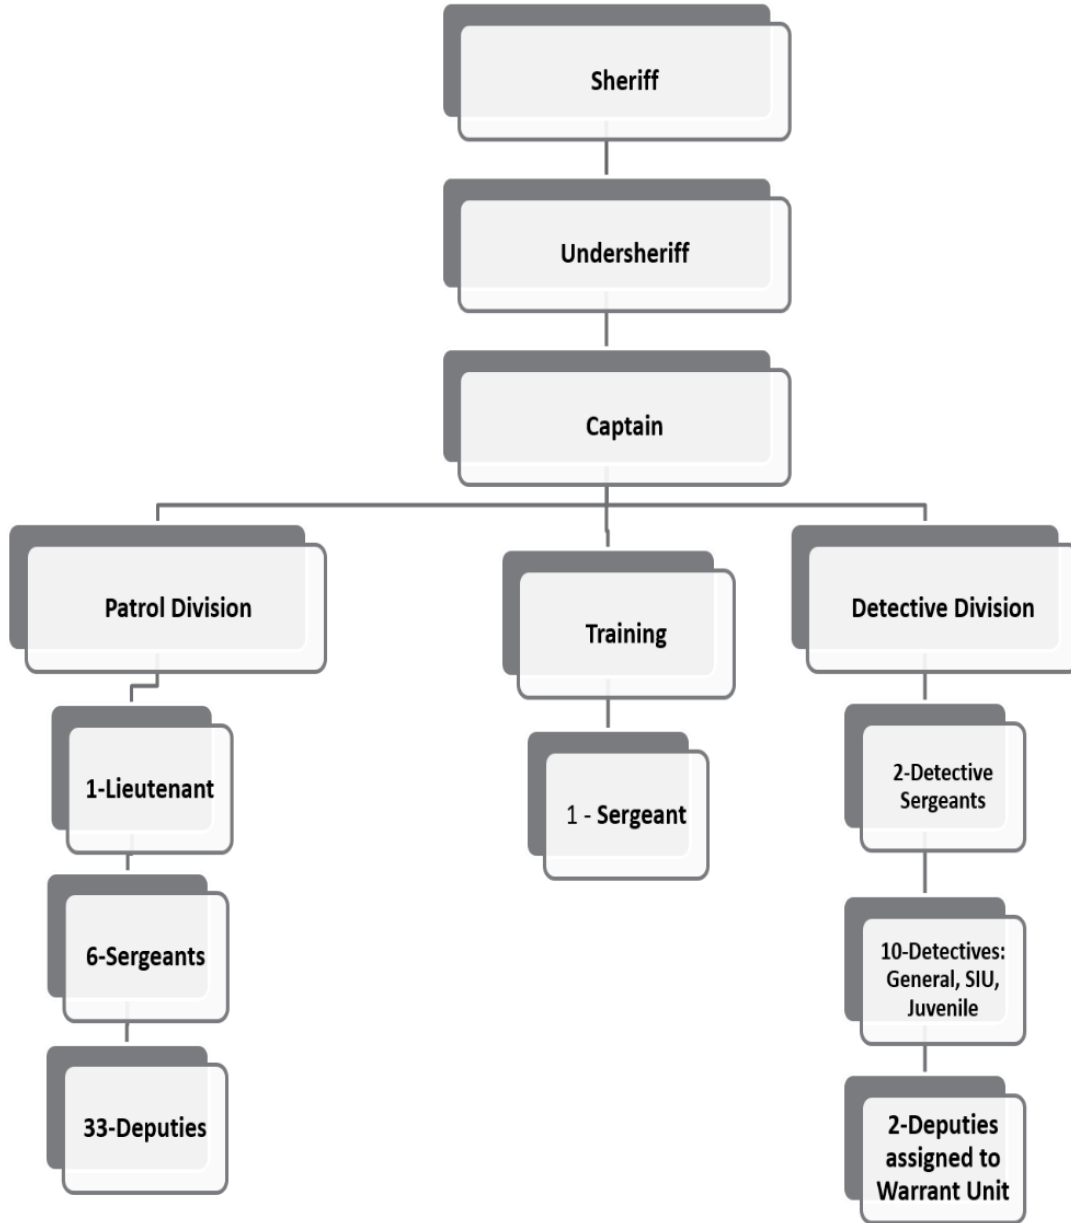 Sheriff
Undersheriff
Captain
Patrol Division
Training
Detective Division
1-Lieutenant
6-Sergeants
33-Deputies
1 - Sergeant
2-Detective
Sergeants
10-Detectives:
General, SIU,
Juvenile
2-Deputies
assigned to
Warrant Unit